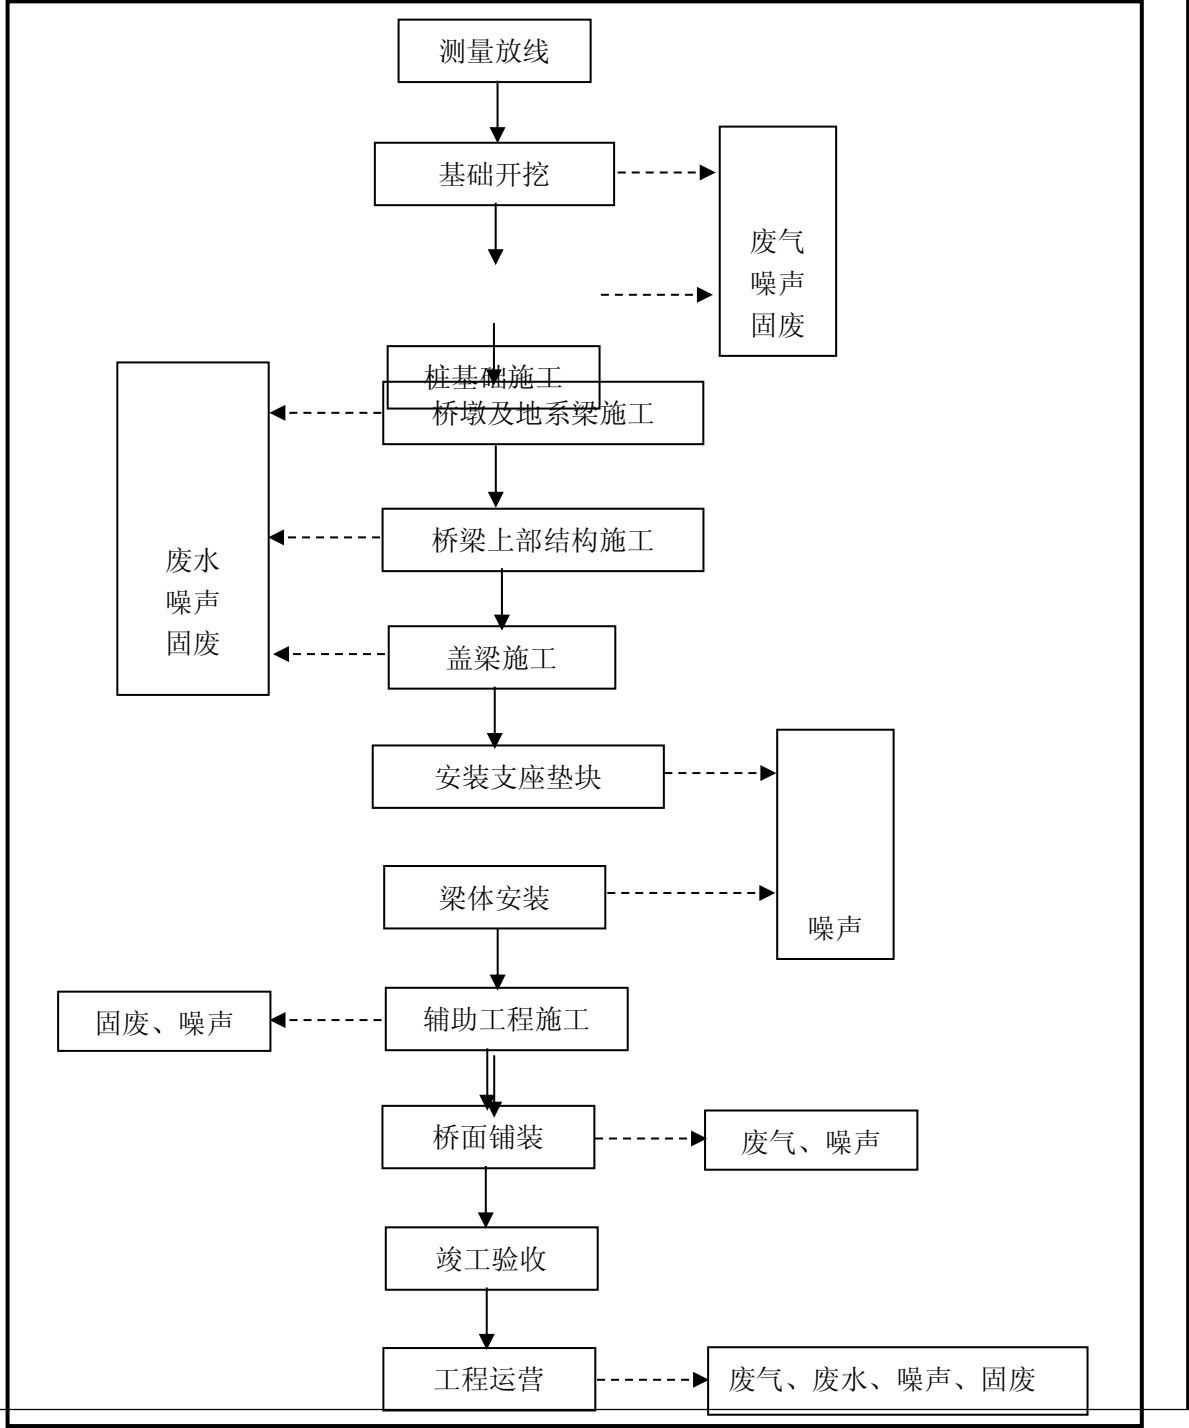 测量放线
基础开挖
废气
噪声
固废
桩基础施工
桥墩及地系梁施工
桥梁上部结构施工
废水
噪声
固废
盖梁施工
安装支座垫块
梁体安装
噪声
固废、噪声
辅助工程施工
桥面铺装
废气、噪声
竣工验收
工程运营
废气、废水、噪声、固废